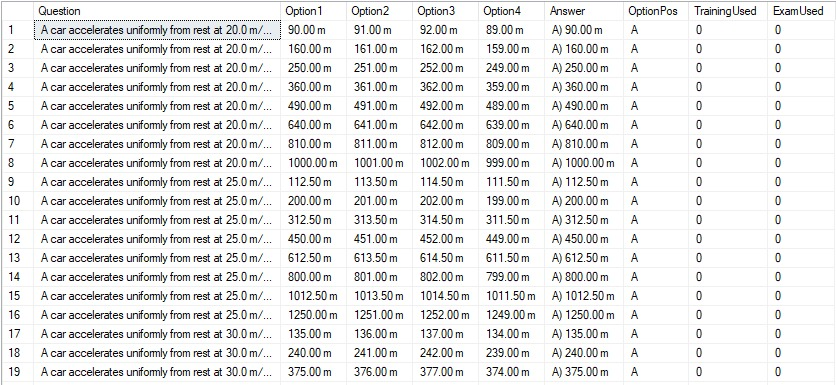 Question Option1 Option2 Option3 Option4 Answer OptionPos TrainingUsed ExamUsed
1 A car accelerates uniformly from rest at 20.0 m/... 90.00 m 91.00 m 92.00 m 89.00 m A) 90.00 m A 0 0
2 A car accelerates uniformly from rest at 20.0 m/... 160.00 m 161.00 m 162.00 m 159.00 m A) 160.00 m A 0 0
3 A car accelerates uniformly from rest at 20.0 m/... 250.00 m 251.00 m 252.00 m 249.00 m A) 250.00 m A 0 0
4 A car accelerates uniformly from rest at 20.0 m/... 360.00 m 361.00 m 362.00 m 359.00 m A) 360.00 m A 0 0
5 A car accelerates uniformly from rest at 20.0 m/... 490.00 m 491.00 m 492.00 m 489.00 m A) 490.00 m A 0 0
6 A car accelerates uniformly from rest at 20.0 m/... 640.00 m 641.00 m 642.00 m 639.00 m A) 640.00 m A 0 0
7 A car accelerates uniformly from rest at 20.0 m/... 810.00 m 811.00 m 812.00 m 809.00 m A) 810.00 m A 0 0
8 A car accelerates uniformly from rest at 20.0 m/... 1000.00 m 1001.00 m 1002.00 m 999.00 m A) 1000.00 m A 0 0
9 A car accelerates uniformly from rest at 25.0 m/... 112.50 m 113.50 m 114.50 m 111.50 m A) 112.50 m A 0 0
10 A car accelerates uniformly from rest at 25.0 m/... 200.00 m 201.00 m 202.00 m 199.00 m A) 200.00 m A 0 0
11 A car accelerates uniformly from rest at 25.0 m/... 312.50 m 313.50 m 314.50 m 311.50 m A) 312.50 m A 0 0
12 A car accelerates uniformly from rest at 25.0 m/... 450.00 m 451.00 m 452.00 m 449.00 m A) 450.00 m A 0 0
13 A car accelerates uniformly from rest at 25.0 m/... 612.50 m 613.50 m 614.50 m 611.50 m A) 612.50 m A 0 0
14 A car accelerates uniformly from rest at 25.0 m/... 800.00 m 801.00 m 802.00 m 799.00 m A) 800.00 m A 0 0
15 A car accelerates uniformly from rest at 25.0 m/... 1012.50 m 1013.50 m 1014.50 m 1011.50 m A) 1012.50 m A 0 0
16 A car accelerates uniformly from rest at 25.0 m/... 1250.00 m 1251.00 m 1252.00 m 1249.00 m A) 1250.00 m A 0 0
17 A car accelerates uniformly from rest at 30.0 m/... 135.00 m 136.00 m 137.00 m 134.00 m A) 135.00 m A 0 0
18 A car accelerates uniformly from rest at 30.0 m/... 240.00 m 241.00 m 242.00 m 239.00 m A) 240.00 m A 0 0
19 A car accelerates uniformly from rest at 30.0 m/... 375.00 m 376.00 m 377.00 m 374.00 m A) 375.00 m A 0 0